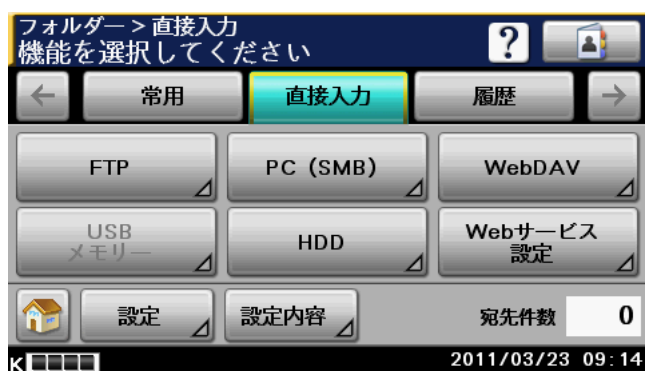 フォルダー > 直接入力
機能を選択してください
?
← 常用 直接入力 履歴 →
FTP PC (SMB) WebDAV
USB
メモリー
HDD
Webサービス
設定
設定 設定内容 宛先件数 0
K 2011/03/23 09:14